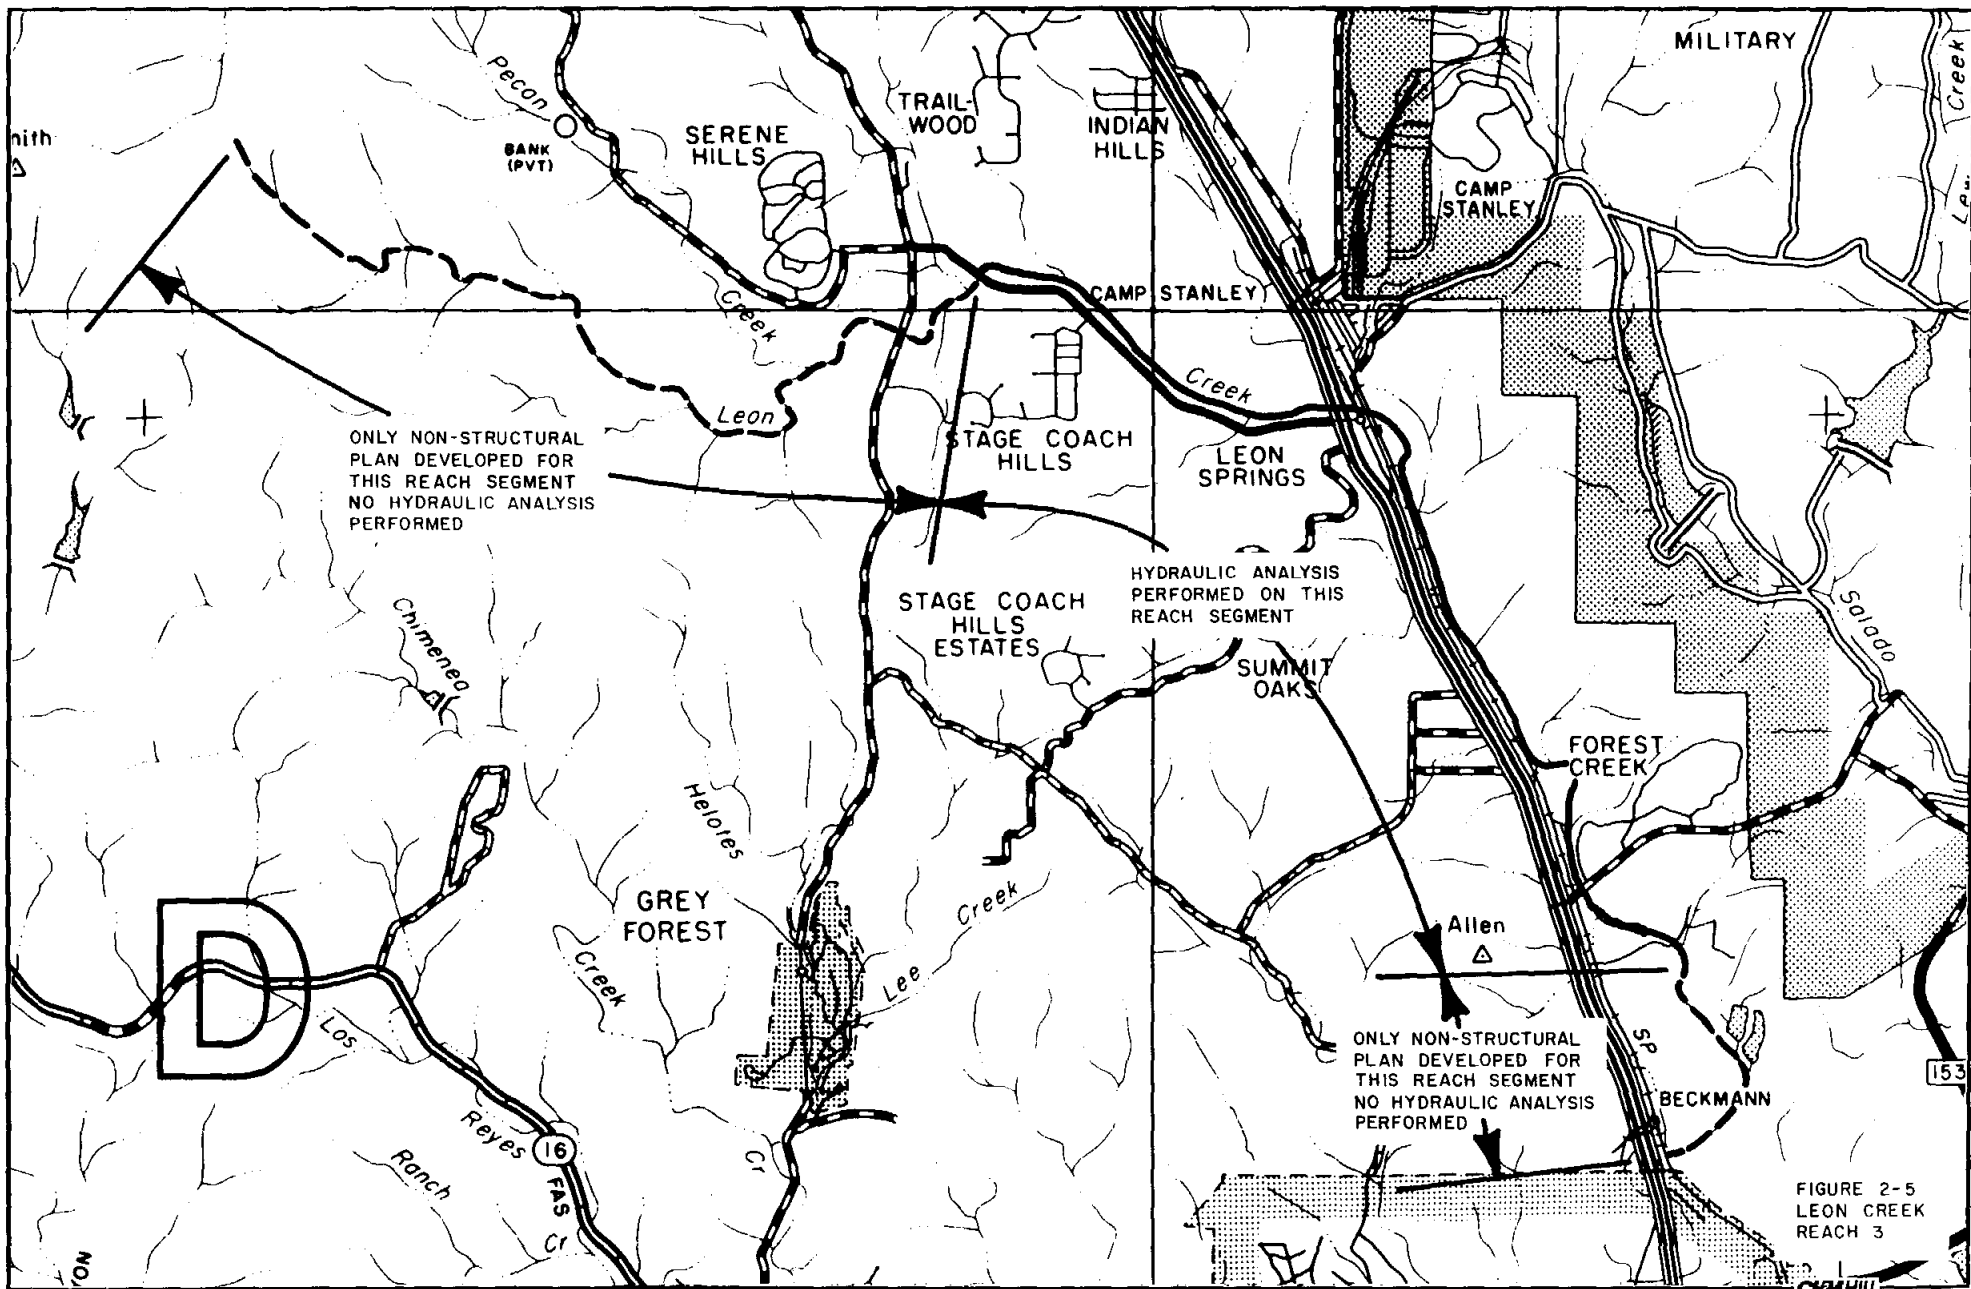 MILITARY
Creek
Pecan
TRAIL-
WOOD
INDIAN
HILLS
SERENE
HILLS
BANK
(PVT)
CAMP
STANLEY
Creek
CAMP STANLEY
Creek
Leon
ONLY NON-STRUCTURAL
PLAN DEVELOPED FOR
THIS REACH SEGMENT
NO HYDRAULIC ANALYSIS
PERFORMED
STAGE COACH
HILLS
LEON
SPRINGS
HYDRAULIC ANALYSIS
PERFORMED ON THIS
REACH SEGMENT
STAGE COACH
HILLS
ESTATES
Chimenea
Salado
SUMMIT
OAKS
FOREST
CREEK
Helotes
GREY
FOREST
Creek
Lee Creek
Allen
D
Los
Reyes
Ranch
16
FAS
Cr
Cr
SP
ONLY NON-STRUCTURAL
PLAN DEVELOPED FOR
THIS REACH SEGMENT
NO HYDRAULIC ANALYSIS
PERFORMED
153
BECKMANN
FIGURE 2-5
LEON CREEK
REACH 3